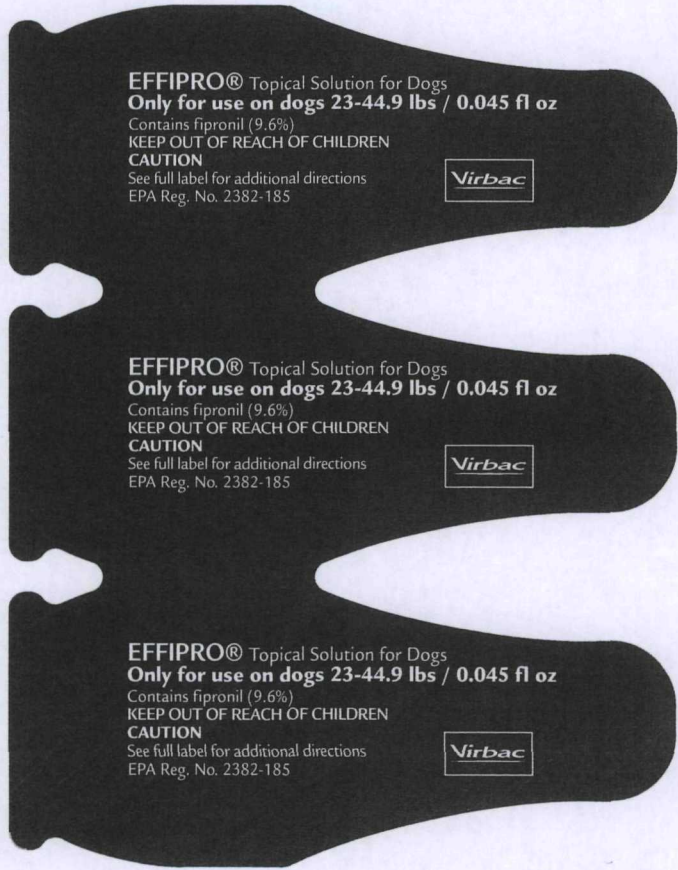 EFFIPRO® Topical Solution for Dogs
Only for use on dogs 23-44.9 lbs / 0.045 fl oz
Contains fipronil (9.6%)
KEEP OUT OF REACH OF CHILDREN
CAUTION
See full label for additional directions
EPA Reg. No. 2382-185
Virbac
EFFIPRO® Topical Solution for Dogs
Only for use on dogs 23-44.9 lbs / 0.045 fl oz
Contains fipronil (9.6%)
KEEP OUT OF REACH OF CHILDREN
CAUTION
See full label for additional directions
EPA Reg. No. 2382-185
Virbac
EFFIPRO® Topical Solution for Dogs
Only for use on dogs 23-44.9 lbs / 0.045 fl oz
Contains fipronil (9.6%)
KEEP OUT OF REACH OF CHILDREN
CAUTION
See full label for additional directions
EPA Reg. No. 2382-185
Virbac